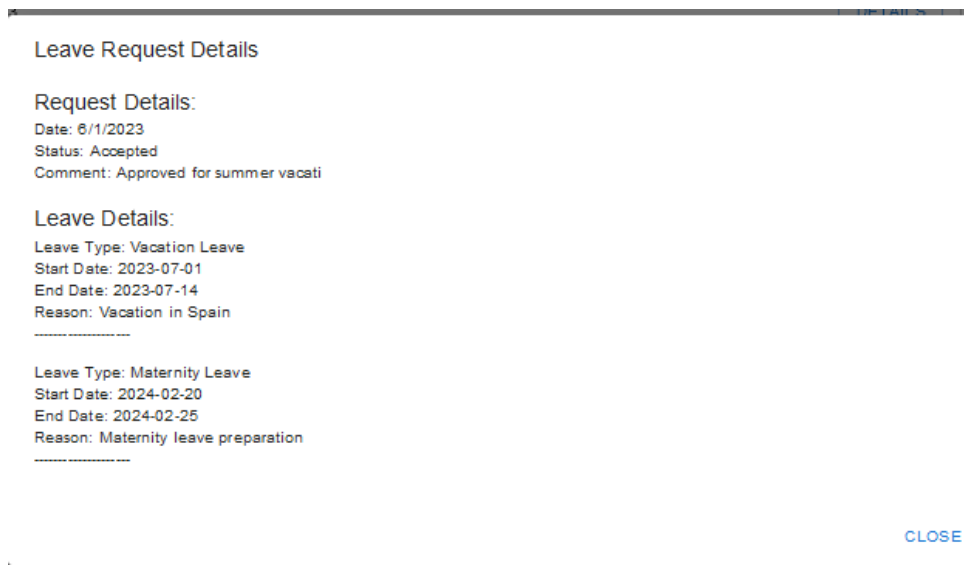 DETAILS
Leave Request Details
Request Details:
Date: 6/1/2023
Status: Accepted
Comment: Approved for summer vacati
Leave Details:
Leave Type: Vacation Leave
Start Date: 2023-07-01
End Date: 2023-07-14
Reason: Vacation in Spain
--------------------
Leave Type: Maternity Leave
Start Date: 2024-02-20
End Date: 2024-02-25
Reason: Maternity leave preparation
--------------------
CLOSE